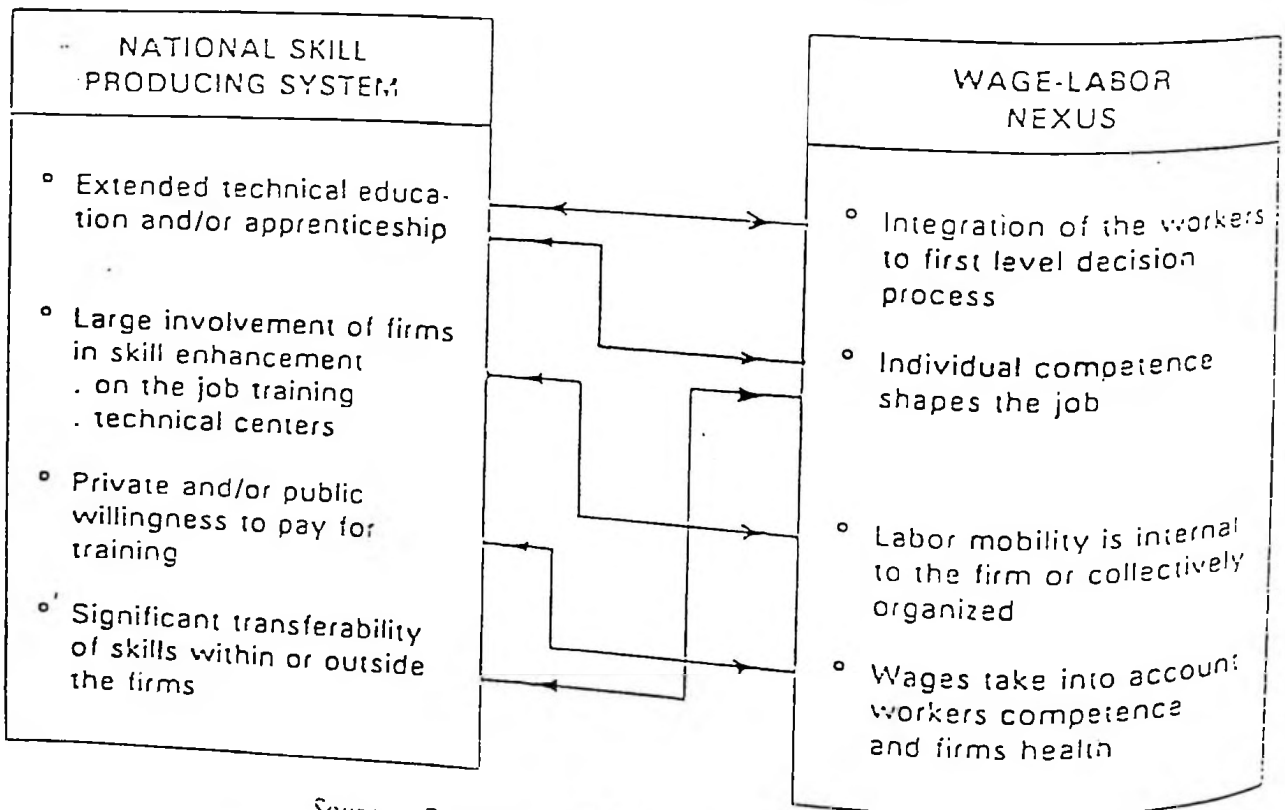 NATIONAL SKILL
PRODUCING SYSTEM
° Extended technical educa-
tion and/or apprenticeship
° Large involvement of firms
in skill enhancement
. on the job training
. technical centers
° Private and/or public
willingness to pay for
training
° Significant transferability
of skills within or outside
the firms
WAGE-LABOR
NEXUS
° Integration of the workers
to first level decision
process
° Individual competence
shapes the job
° Labor mobility is internal
to the firm or collectively
organized
° Wages take into account
workers competence
and firms health